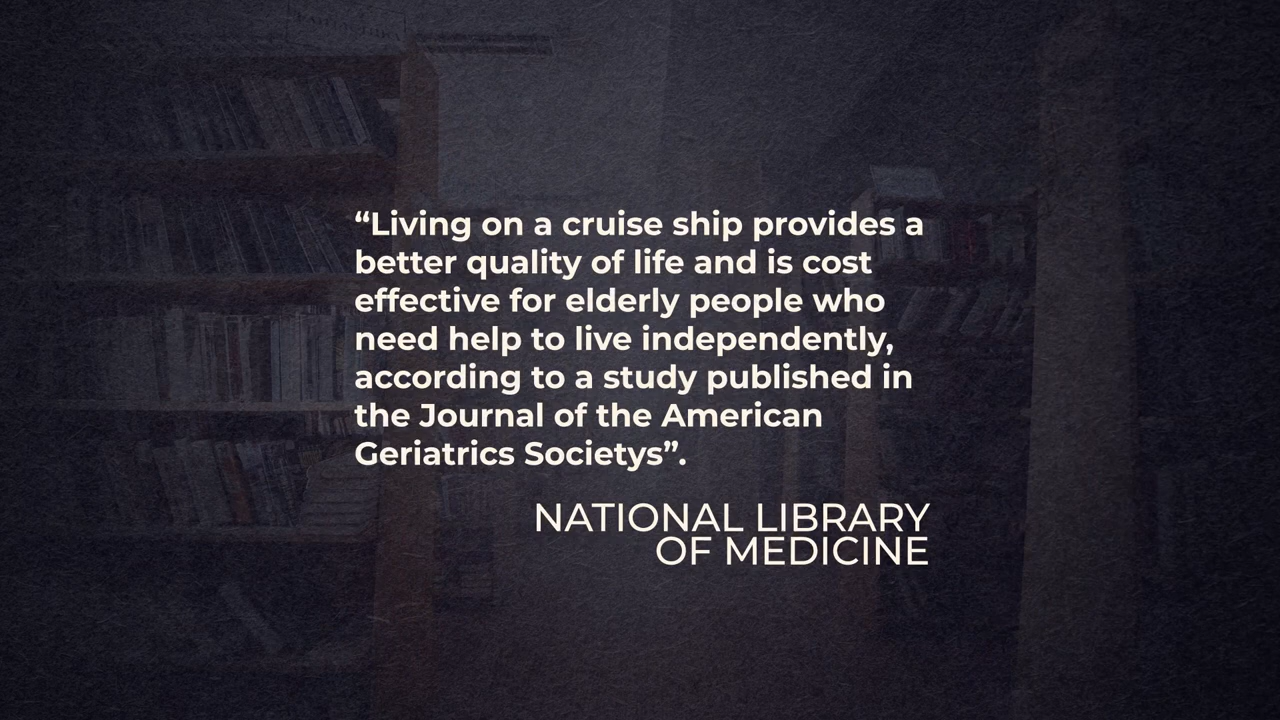 “Living on a cruise ship provides a
better quality of life and is cost
effective for elderly people who
need help to live independently,
according to a study published in
the Journal of the American
Geriatrics Societys”.
NATIONAL LIBRARY
OF MEDICINE